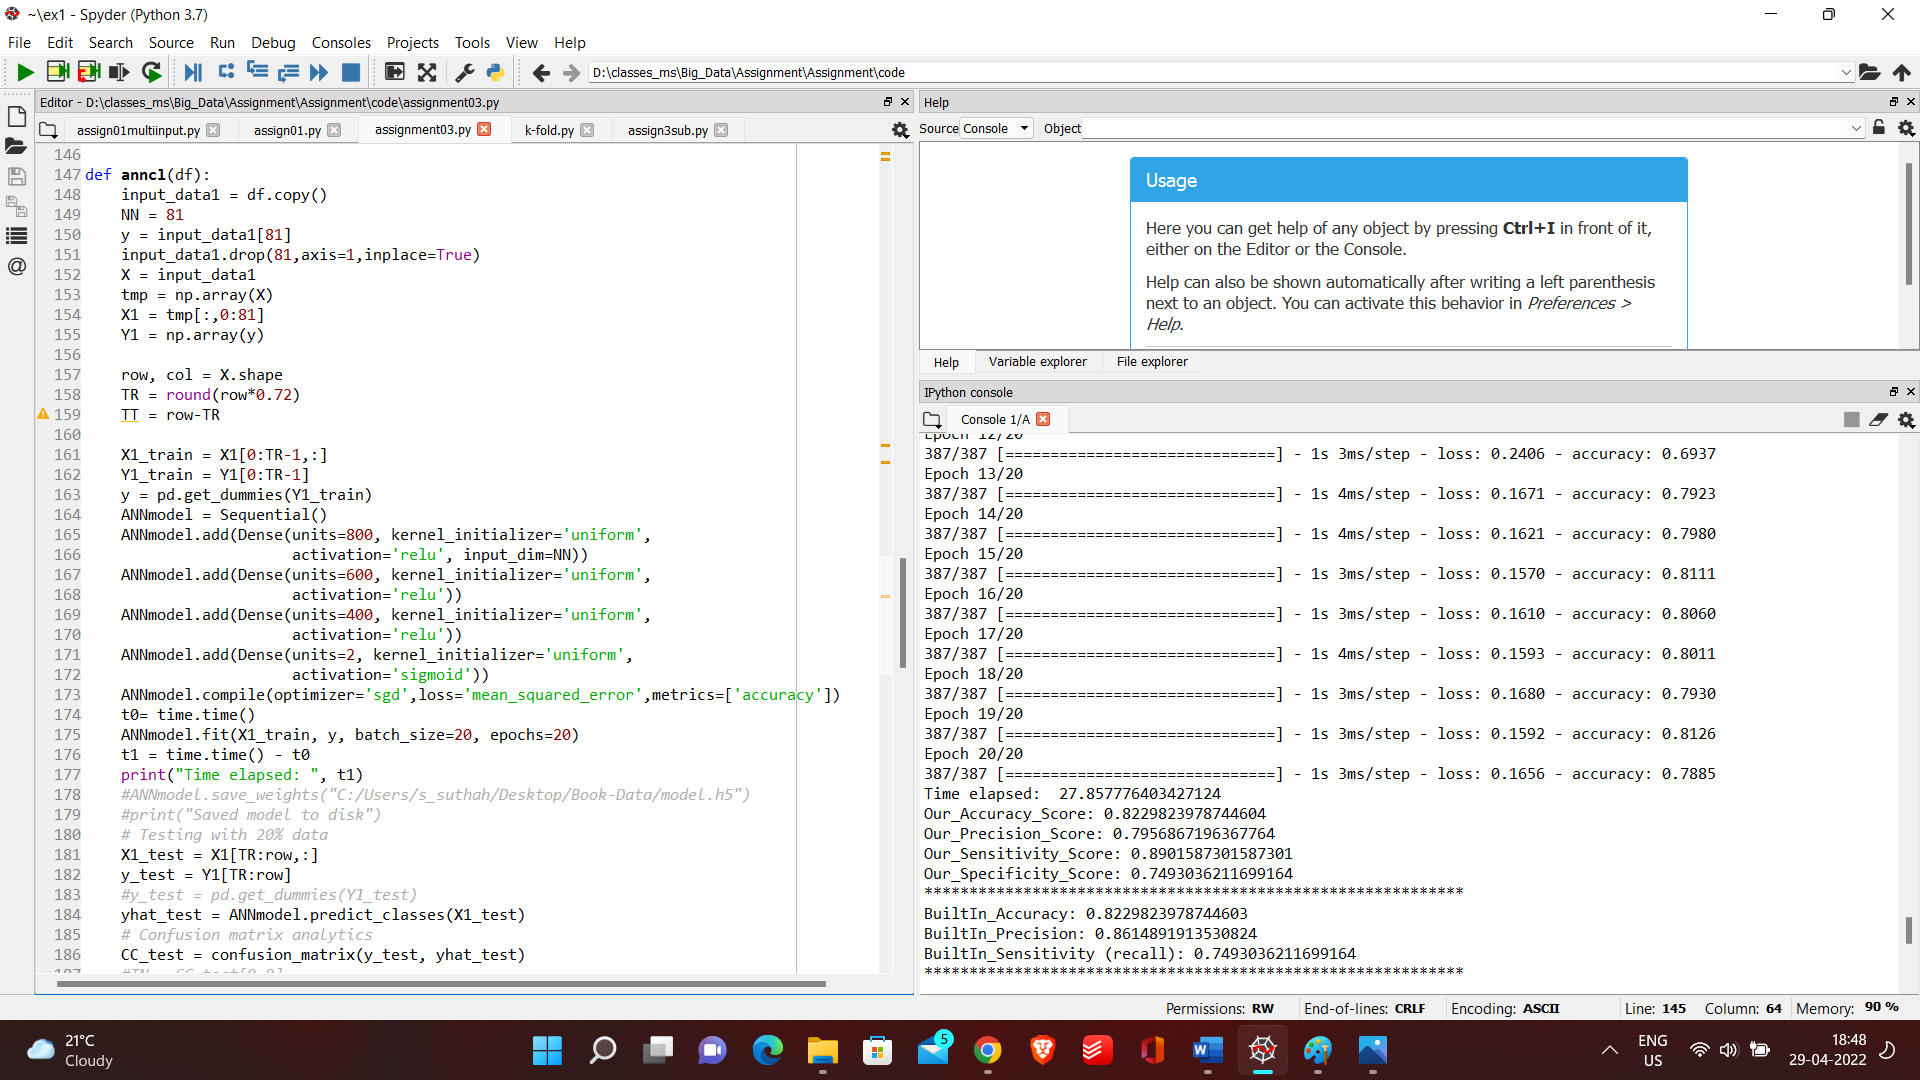 ~\ex1 - Spyder (Python 3.7)
File Edit Search Source Run Debug Consoles Projects Tools View Help
D:\classes_ms\Big_Data\Assignment\Assignment\code
Editor - D:\classes_ms\Big_Data\Assignment\Assignment\code\assignment03.py
assign01multiinput.py assign01.py assignment03.py k-fold.py assign3sub.py
146
147 def anncl(df):
148 input_data1 = df.copy()
149 NN = 81
150 y = input_data1[81]
151 input_data1.drop(81,axis=1,inplace=True)
152 X = input_data1
153 tmp = np.array(X)
154 X1 = tmp[:,0:81]
155 Y1 = np.array(y)
156
157 row, col = X.shape
158 TR = round(row*0.72)
159 TT = row-TR
160
161 X1_train = X1[0:TR-1,:]
162 Y1_train = Y1[0:TR-1]
163 y = pd.get_dummies(Y1_train)
164 ANNmodel = Sequential()
165 ANNmodel.add(Dense(units=800, kernel_initializer='uniform',
166 activation='relu', input_dim=NN))
167 ANNmodel.add(Dense(units=600, kernel_initializer='uniform',
168 activation='relu'))
169 ANNmodel.add(Dense(units=400, kernel_initializer='uniform',
170 activation='relu'))
171 ANNmodel.add(Dense(units=2, kernel_initializer='uniform',
172 activation='sigmoid'))
173 ANNmodel.compile(optimizer='sgd',loss='mean_squared_error',metrics=['accuracy'])
174 t0= time.time()
175 ANNmodel.fit(X1_train, y, batch_size=20, epochs=20)
176 t1 = time.time() - t0
177 print("Time elapsed: ", t1)
178 #ANNmodel.save_weights("C:/Users/s_suthah/Desktop/Book-Data/model.h5")
179 #print("Saved model to disk")
180 # Testing with 20% data
181 X1_test = X1[TR:row,:]
182 y_test = Y1[TR:row]
183 #y_test = pd.get_dummies(Y1_test)
184 yhat_test = ANNmodel.predict_classes(X1_test)
185 # Confusion matrix analytics
186 CC_test = confusion_matrix(y_test, yhat_test)
187 #TN = CC_test[0,0]
Help
Source Console Object
Usage
Here you can get help of any object by pressing Ctrl+I in front of it,
either on the Editor or the Console.
Help can also be shown automatically after writing a left parenthesis
next to an object. You can activate this behavior in Preferences >
Help.
Help Variable explorer File explorer
IPython console
Console 1/A
Epoch 12/20
387/387 [==============================] - 1s 3ms/step - loss: 0.2406 - accuracy: 0.6937
Epoch 13/20
387/387 [==============================] - 1s 4ms/step - loss: 0.1671 - accuracy: 0.7923
Epoch 14/20
387/387 [==============================] - 1s 4ms/step - loss: 0.1621 - accuracy: 0.7980
Epoch 15/20
387/387 [==============================] - 1s 3ms/step - loss: 0.1570 - accuracy: 0.8111
Epoch 16/20
387/387 [==============================] - 1s 3ms/step - loss: 0.1610 - accuracy: 0.8060
Epoch 17/20
387/387 [==============================] - 1s 4ms/step - loss: 0.1593 - accuracy: 0.8011
Epoch 18/20
387/387 [==============================] - 1s 3ms/step - loss: 0.1680 - accuracy: 0.7930
Epoch 19/20
387/387 [==============================] - 1s 3ms/step - loss: 0.1592 - accuracy: 0.8126
Epoch 20/20
387/387 [==============================] - 1s 3ms/step - loss: 0.1656 - accuracy: 0.7885
Time elapsed:  27.857776403427124
Our_Accuracy_Score: 0.8229823978744604
Our_Precision_Score: 0.7956867196367764
Our_Sensitivity_Score: 0.8901587301587301
Our_Specificity_Score: 0.7493036211699164
************************************************************
BuiltIn_Accuracy: 0.8229823978744603
BuiltIn_Precision: 0.8614891913530824
BuiltIn_Sensitivity (recall): 0.7493036211699164
************************************************************
Permissions: RW End-of-lines: CRLF Encoding: ASCII Line: 145 Column: 64 Memory: 90 %
21°C
Cloudy
5
ENG
US
18:48
29-04-2022